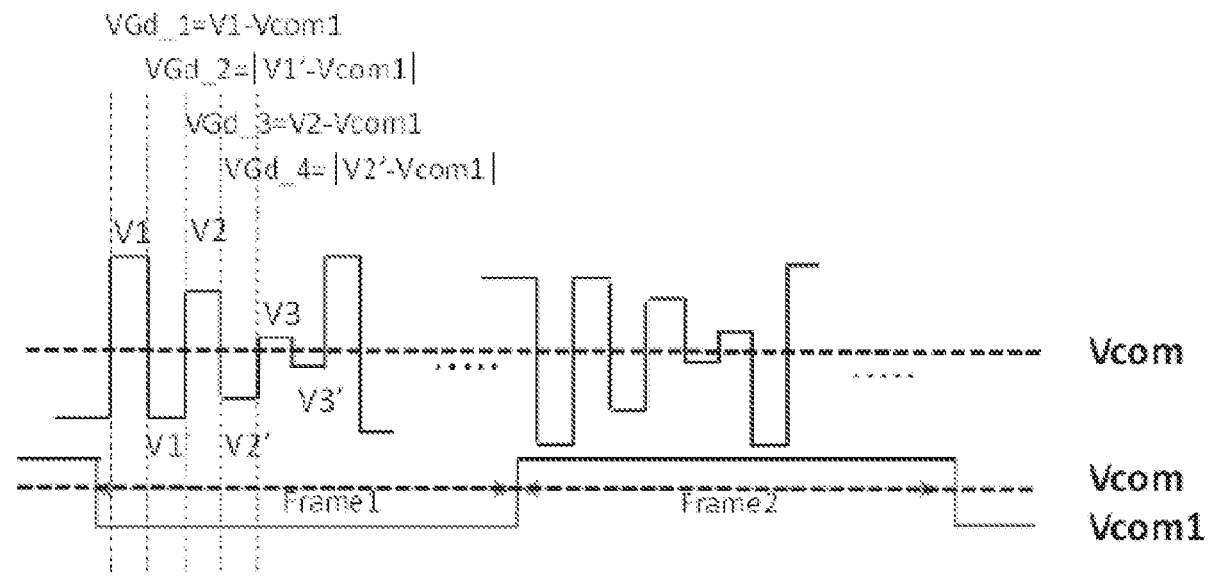 VGd_1=V1-Vcom1
VGd_2=|V1'-Vcom1|
VGd_3=V2-Vcom1
VGd_4=|V2'-Vcom1|
V1
V2
V3
Vcom
.....
.....
V3'
V1'
V2'
Vcom
Frame1
Frame2
Vcom1